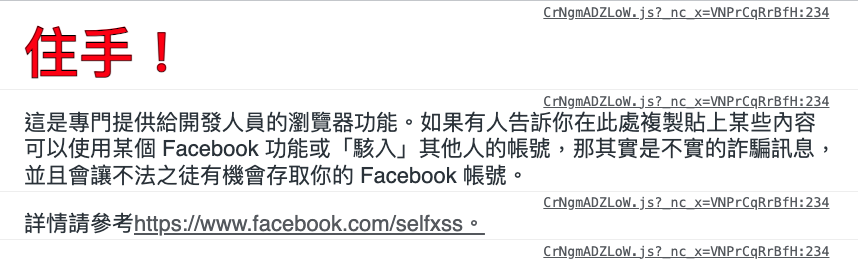 CrNgmADZLoW.js?_nc_x=VNPrCqRrBfH:234
住手！
CrNgmADZLoW.js?_nc_x=VNPrCqRrBfH:234
這是專門提供給開發人員的瀏覽器功能。如果有人告訴你在此處複製貼上某些內容
可以使用某個 Facebook 功能或「駭入」其他人的帳號，那其實是不實的詐騙訊息，
並且會讓不法之徒有機會存取你的 Facebook 帳號。
CrNgmADZLoW.js?_nc_x=VNPrCqRrBfH:234
詳情請參考https://www.facebook.com/selfxss。
CrNgmADZLoW.js?_nc_x=VNPrCqRrBfH:234